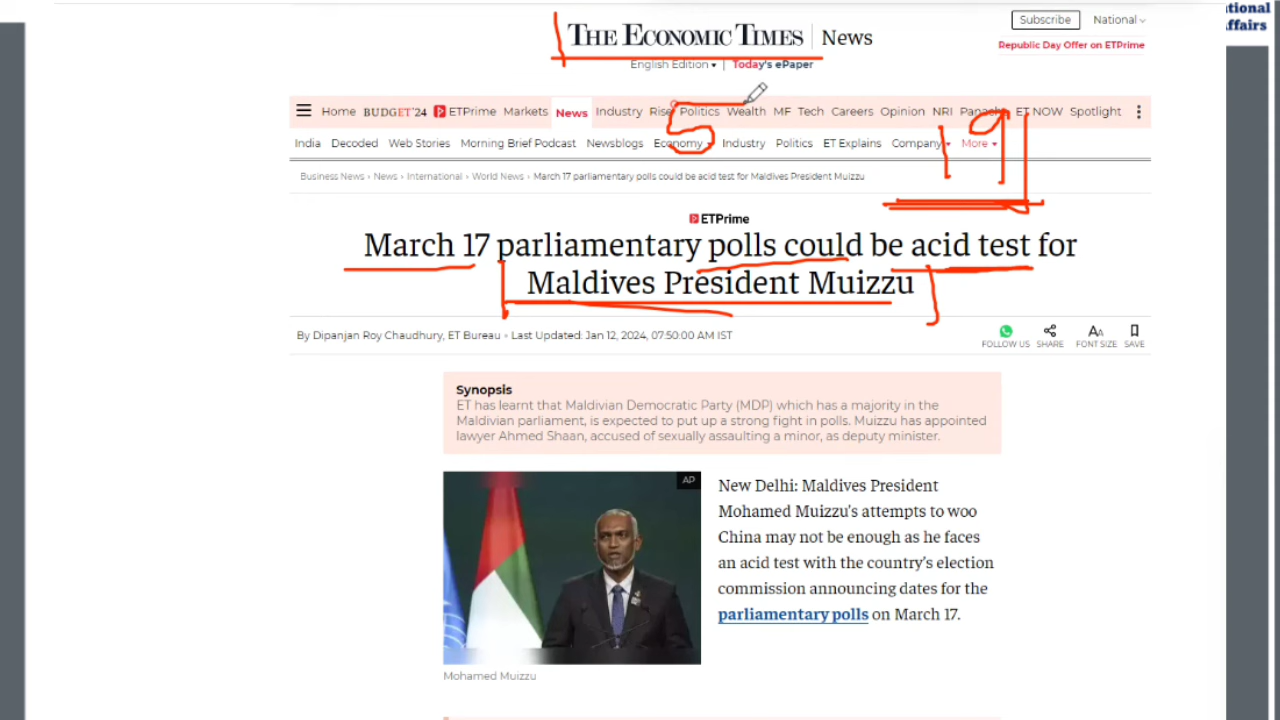 tional
ffairs
THE ECONOMIC TIMES | News
Subscribe National
English Edition | Today's ePaper
Republic Day Offer on ETPrime
Home BUDGET'24 ETPrime Markets News Industry Rise Politics Wealth MF Tech Careers Opinion NRI Panache ET NOW Spotlight
India Decoded Web Stories Morning Brief Podcast Newsblogs Economy Industry Politics ET Explains Company More
5
19
Business News › News › International › World News › March 17 parliamentary polls could be acid test for Maldives President Muizzu
ETPrime
March 17 parliamentary polls could be acid test for
Maldives President Muizzu
By Dipanjan Roy Chaudhury, ET Bureau • Last Updated: Jan 12, 2024, 07:50:00 AM IST
FOLLOW US SHARE FONT SIZE SAVE
AA
Synopsis
ET has learnt that Maldivian Democratic Party (MDP) which has a majority in the
Maldivian parliament, is expected to put up a strong fight in polls. Muizzu has appointed
lawyer Ahmed Shaan, accused of sexually assaulting a minor, as deputy minister.
AP
Mohamed Muizzu
New Delhi: Maldives President
Mohamed Muizzu's attempts to woo
China may not be enough as he faces
an acid test with the country's election
commission announcing dates for the
parliamentary polls on March 17.